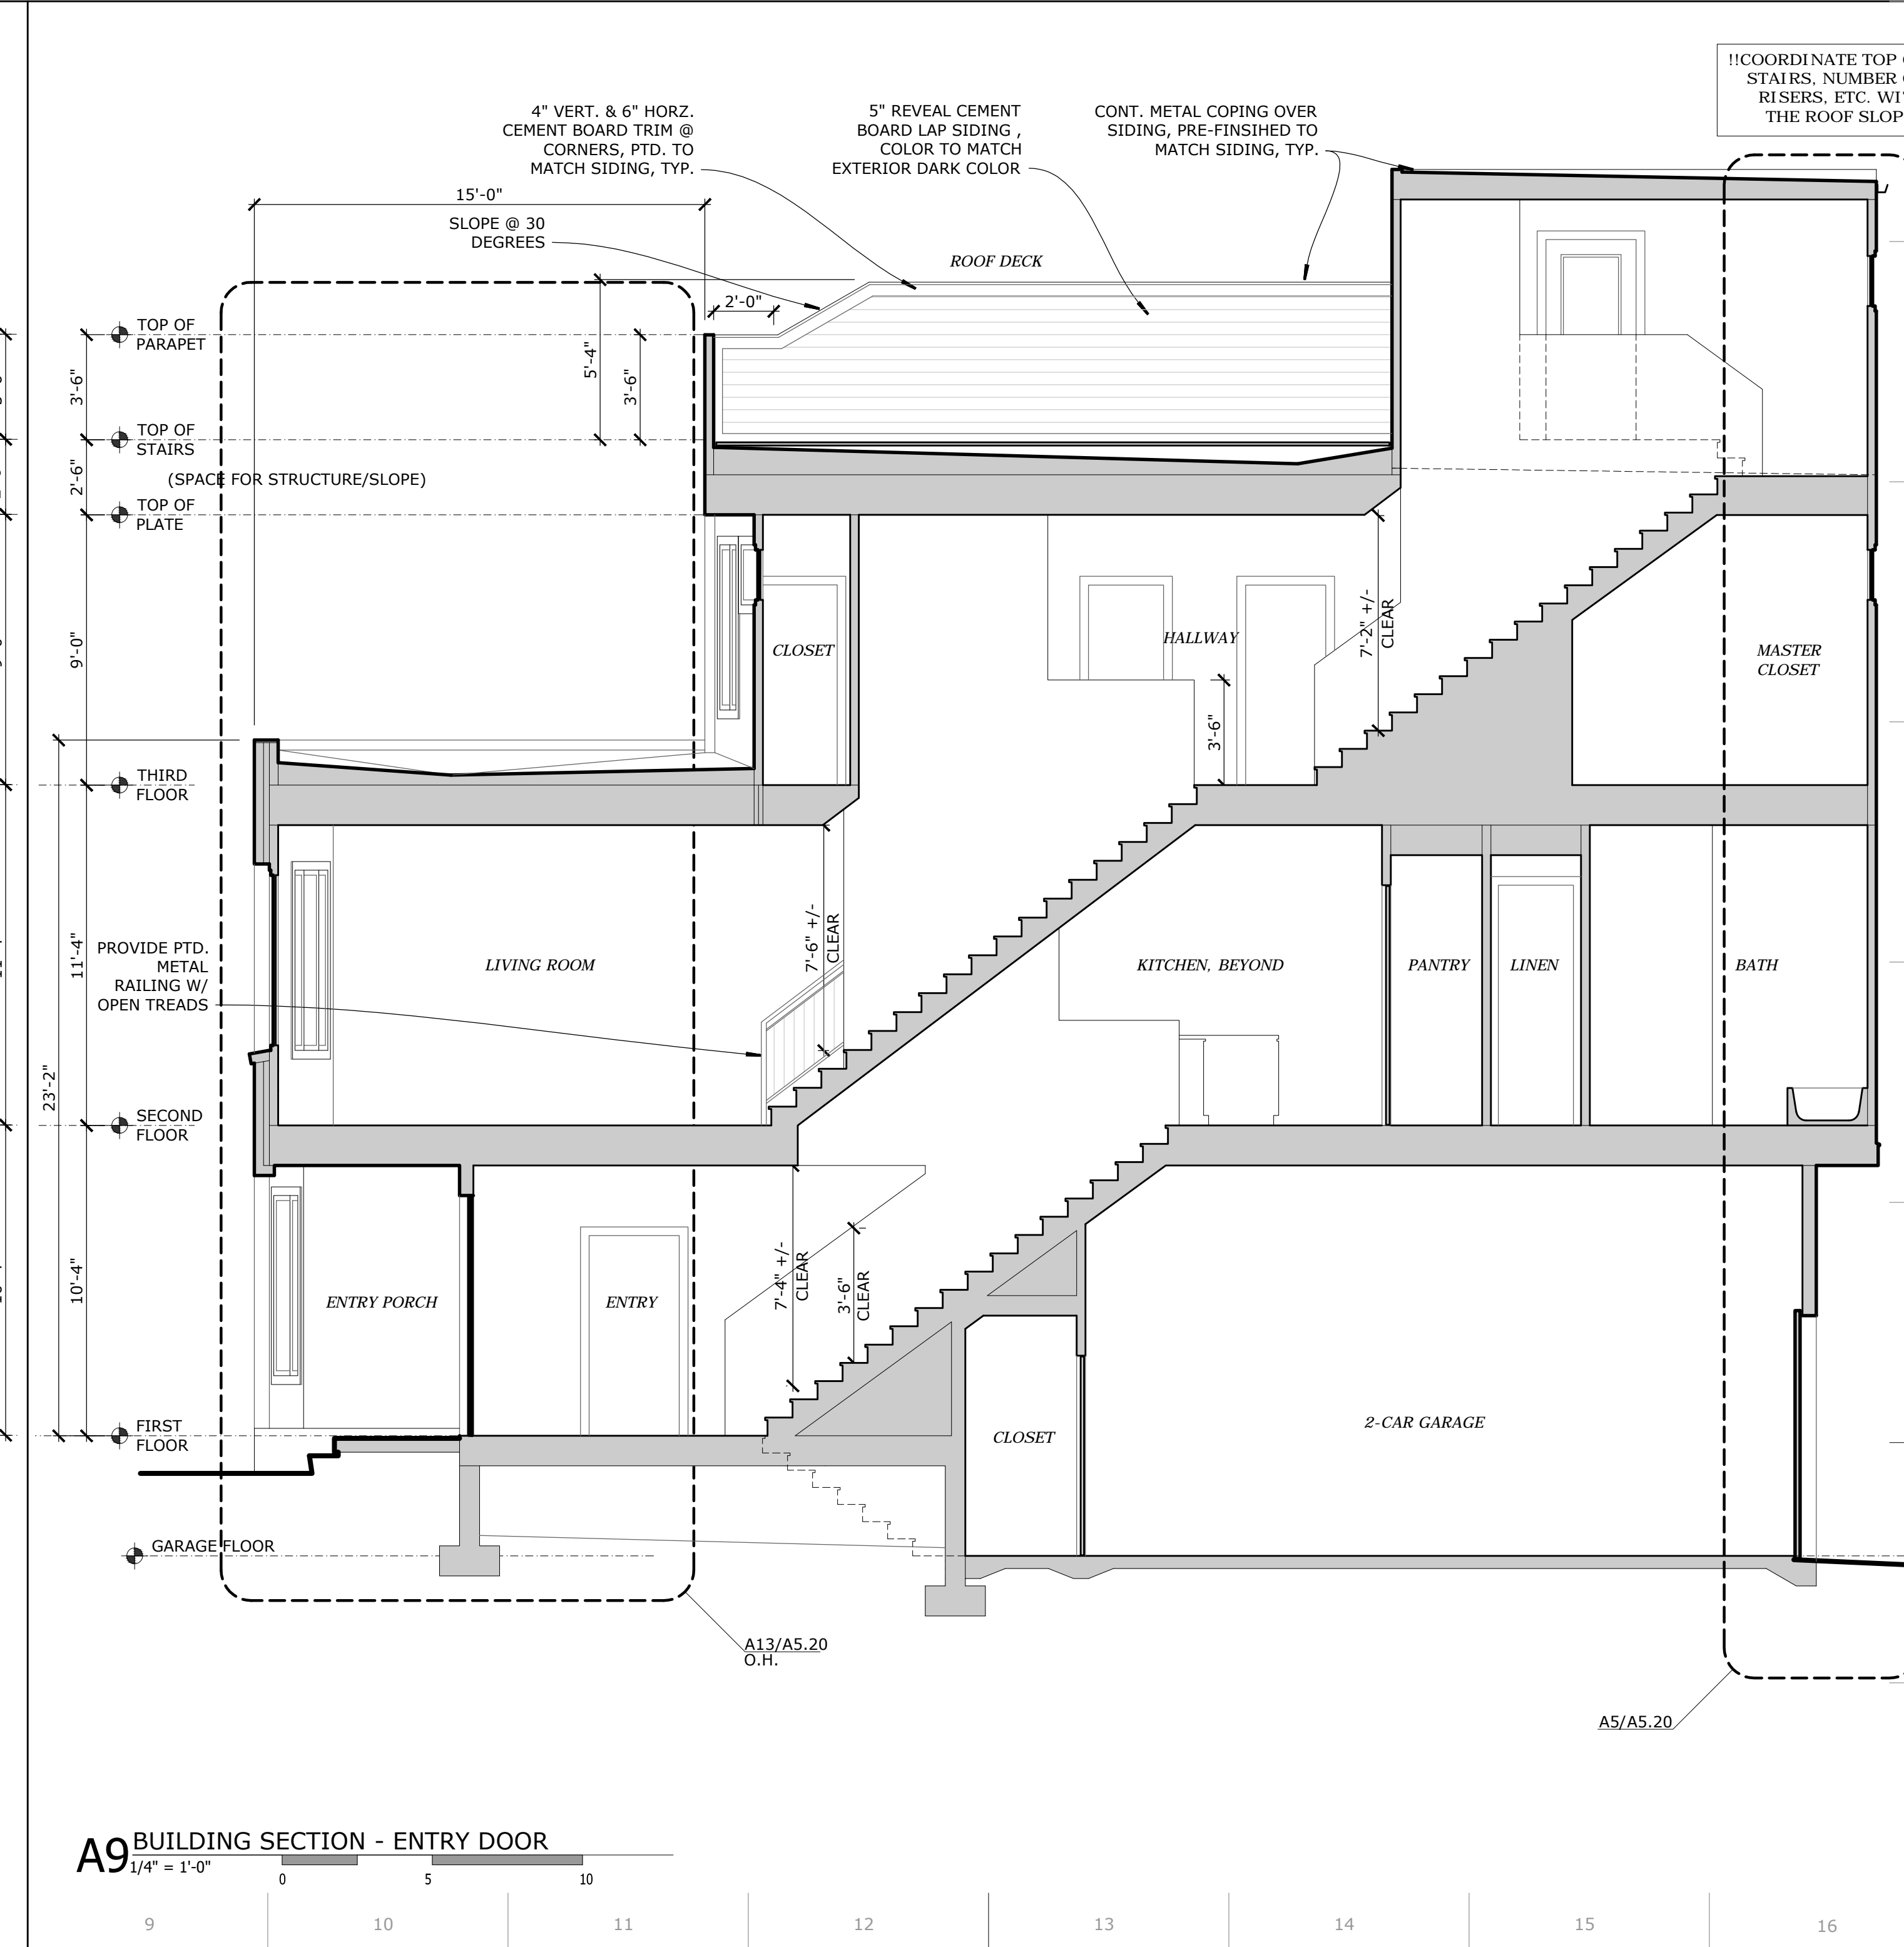 !!COORDINATE TOP
STAIRS, NUMBER
RISERS, ETC. WI
THE ROOF SLOP
4" VERT. & 6" HORZ.
CEMENT BOARD TRIM @
CORNERS, PTD. TO
MATCH SIDING, TYP.
5" REVEAL CEMENT
BOARD LAP SIDING ,
COLOR TO MATCH
EXTERIOR DARK COLOR
CONT. METAL COPING OVER
SIDING, PRE-FINSIHED TO
MATCH SIDING, TYP.
15'-0"
SLOPE @ 30
DEGREES
ROOF DECK
2'-0"
TOP OF
PARAPET
5'-4"
3'-6"
3'-6"
TOP OF
STAIRS
2'-6"
(SPACE FOR STRUCTURE/SLOPE)
TOP OF
PLATE
9'-0"
CLOSET
HALLWAY
7'-2" +/-
CLEAR
MASTER
CLOSET
3'-6"
THIRD
FLOOR
11'-4"
PROVIDE PTD.
METAL
RAILING W/
OPEN TREADS
LIVING ROOM
7'-6" +/-
CLEAR
KITCHEN, BEYOND
PANTRY
LINEN
BATH
23'-2"
SECOND
FLOOR
10'-4"
ENTRY PORCH
ENTRY
7'-4" +/-
CLEAR
3'-6"
CLEAR
FIRST
FLOOR
CLOSET
2-CAR GARAGE
GARAGE FLOOR
A13/A5.20
O.H.
A5/A5.20
A9
BUILDING SECTION - ENTRY DOOR
1/4" = 1'-0"
0 5 10
9 10 11 12 13 14 15 16